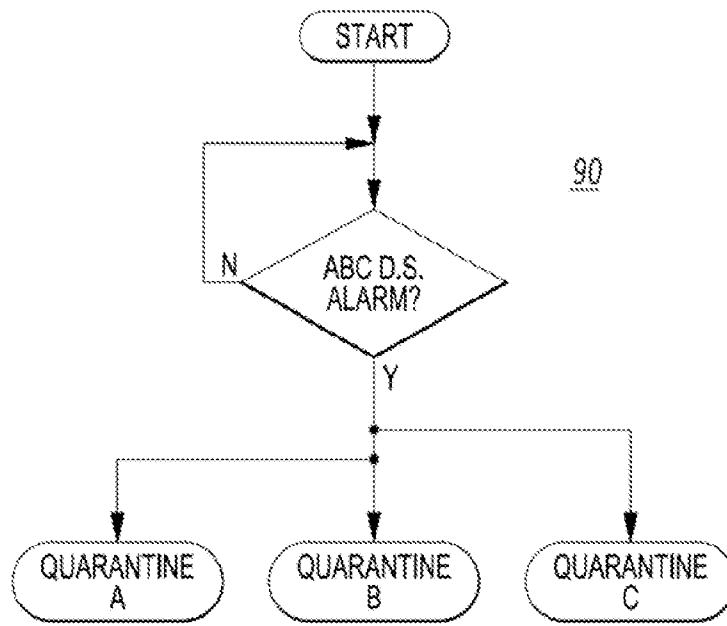 START
90
N
ABC D.S.
ALARM?
Y
QUARANTINE
A
QUARANTINE
B
QUARANTINE
C